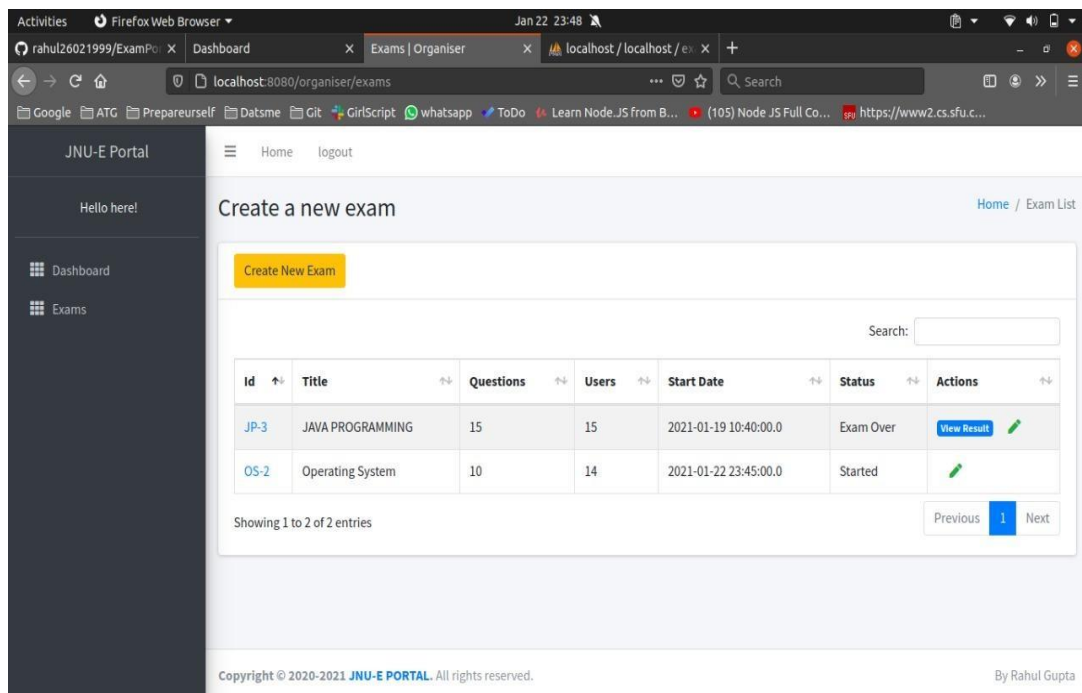 Activities Firefox Web Browser Jan 22 23:48
rahul26021999/ExamPo Dashboard Exams | Organiser localhost / localhost / ex
localhost:8080/organiser/exams Search
Google ATG Prepareurself Datsme Git GirlScript whatsapp ToDo Learn Node.JS from B... (105) Node JS Full Co... https://www2.cs.sfu.c...
JNU-E Portal Home logout
Hello here! Create a new exam Home / Exam List
Dashboard Create New Exam
Exams
Search:
Id Title Questions Users Start Date Status Actions
JP-3 JAVA PROGRAMMING 15 15 2021-01-19 10:40:00.0 Exam Over View Result
OS-2 Operating System 10 14 2021-01-22 23:45:00.0 Started
Showing 1 to 2 of 2 entries Previous 1 Next
Copyright © 2020-2021 JNU-E PORTAL. All rights reserved. By Rahul Gupta